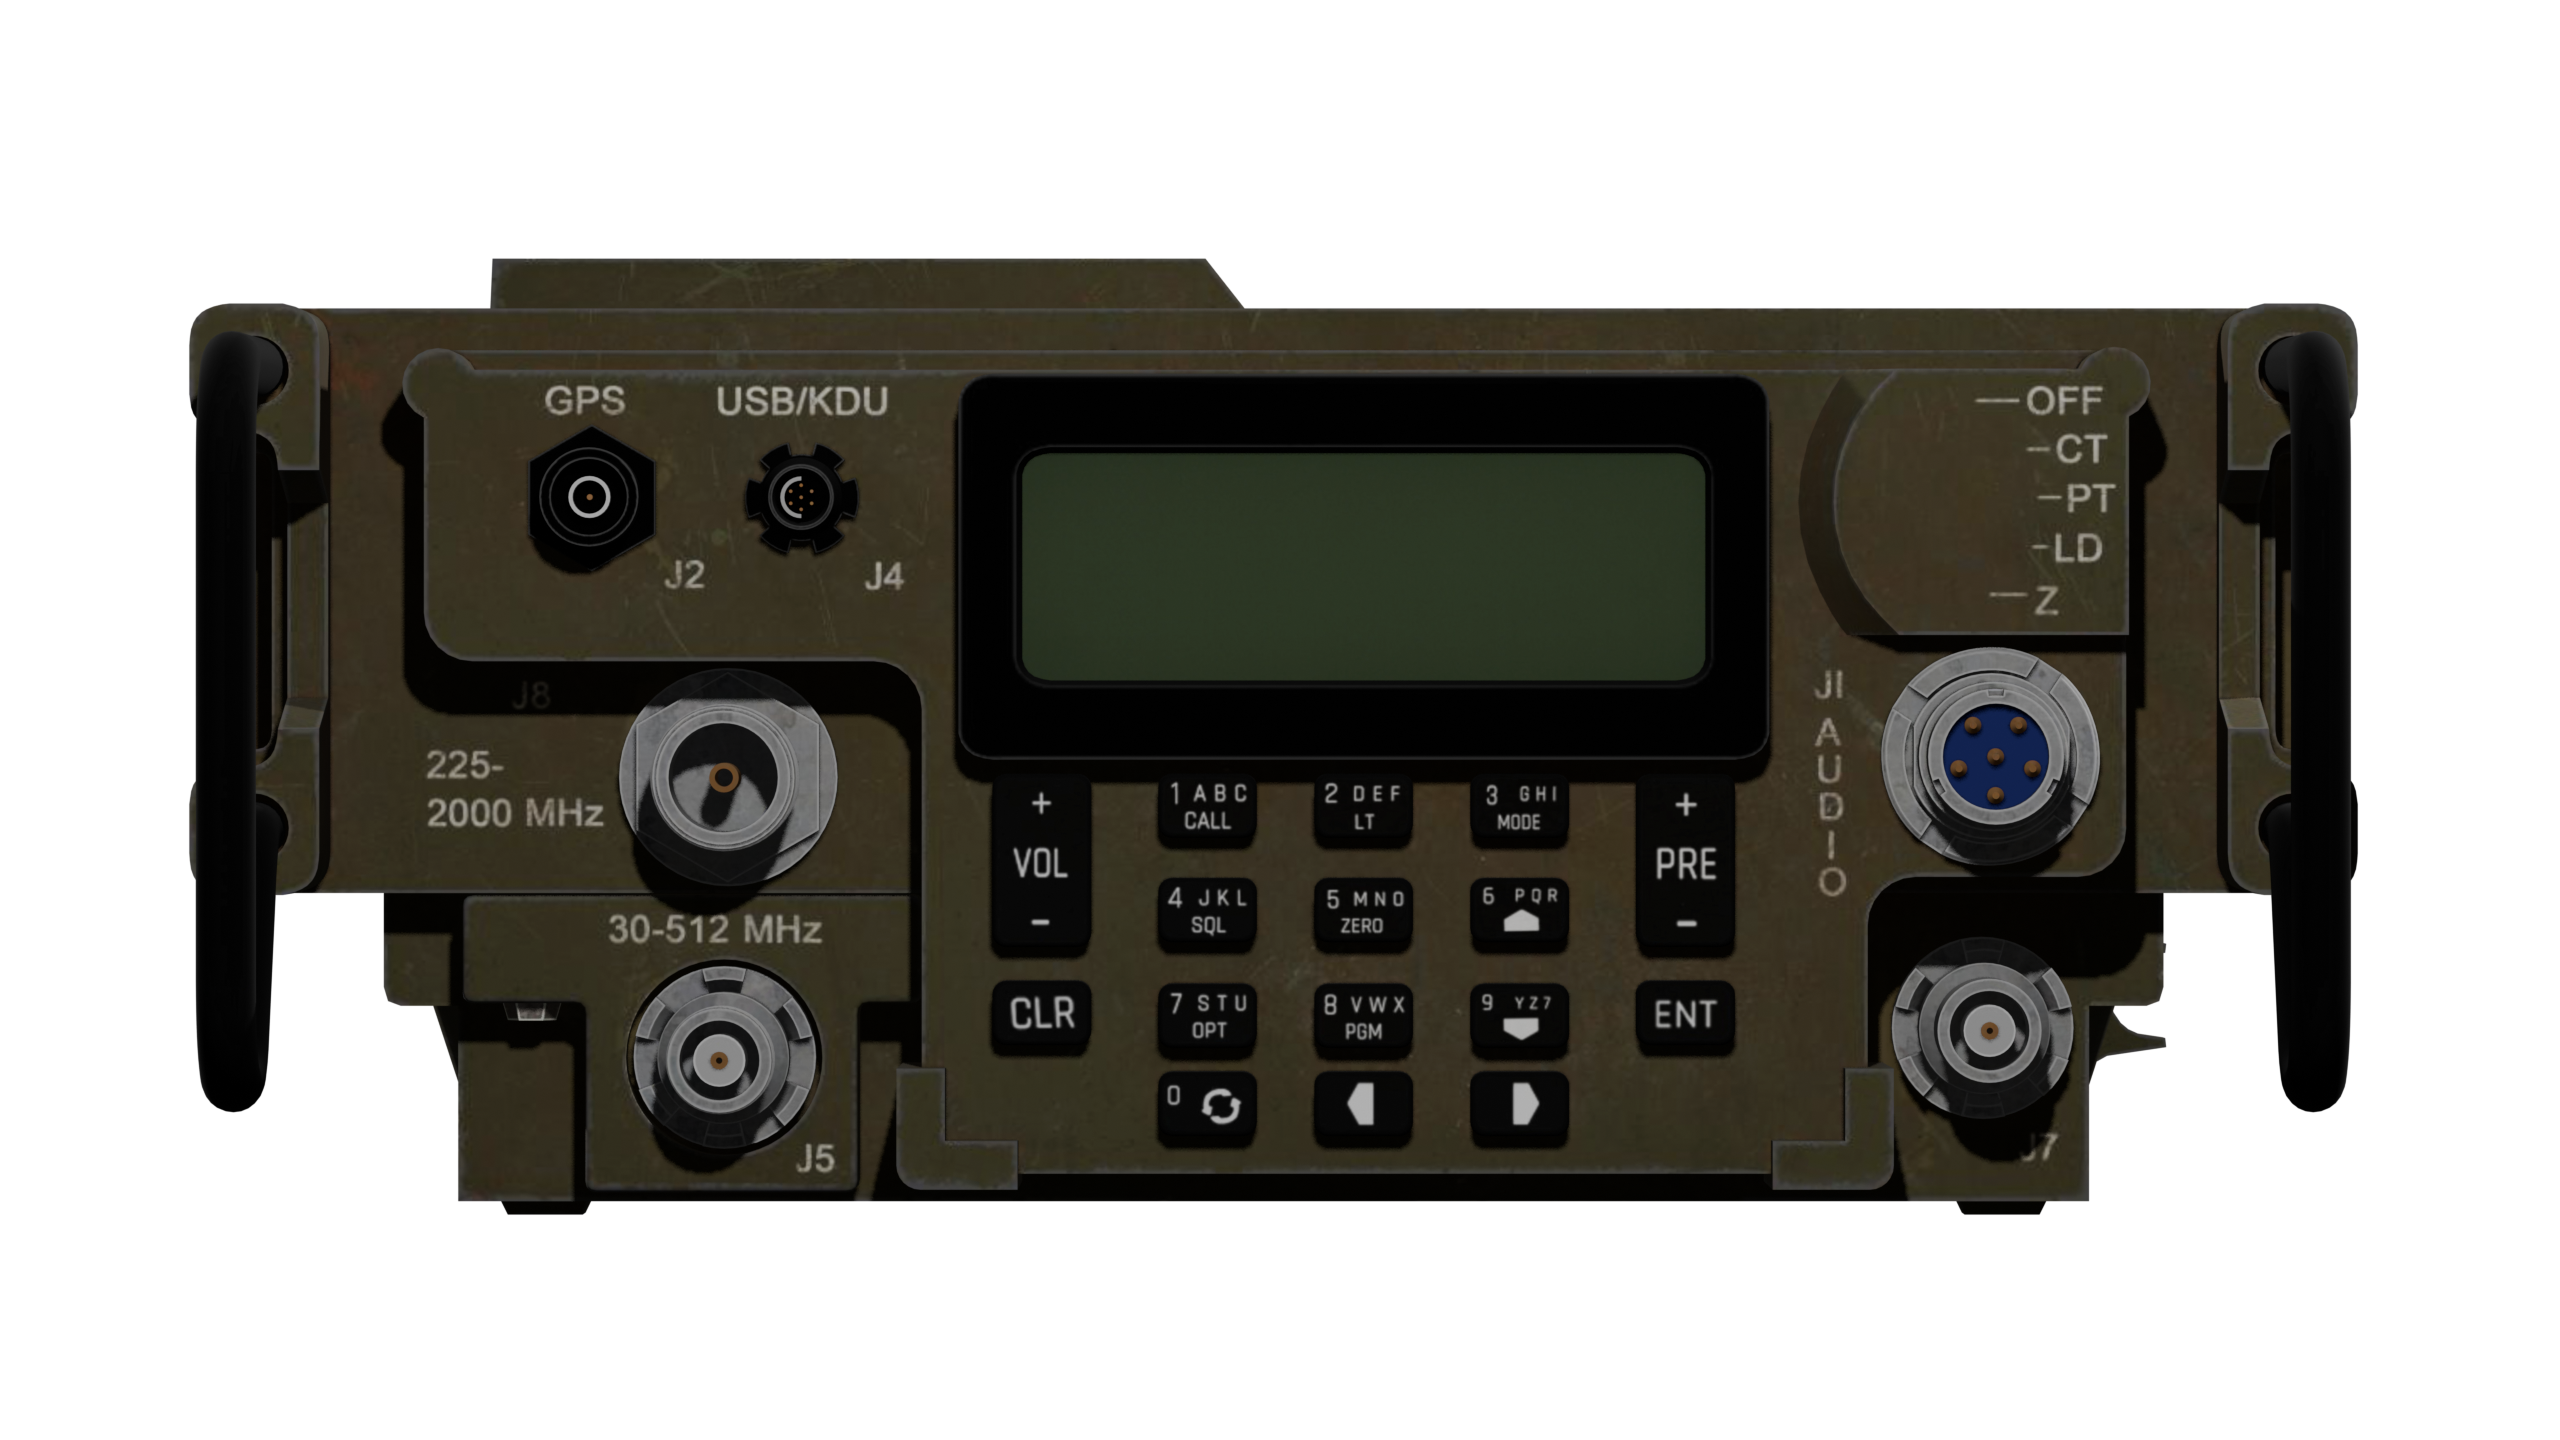 GPS
USB/KDU
J2
J4
OFF
CT
PT
LD
Z
J8
225-
2000 MHz
30-512 MHz
J5
JI
AUDIO
J7
+
VOL
-
1 ABC
CALL
2 DEF
LT
3 GHI
MODE
+
PRE
-
4 JKL
SQL
5 MNO
ZERO
6 PQR
CLR
7 STU
OPT
8 VWX
PGM
9 YZ7
ENT
0